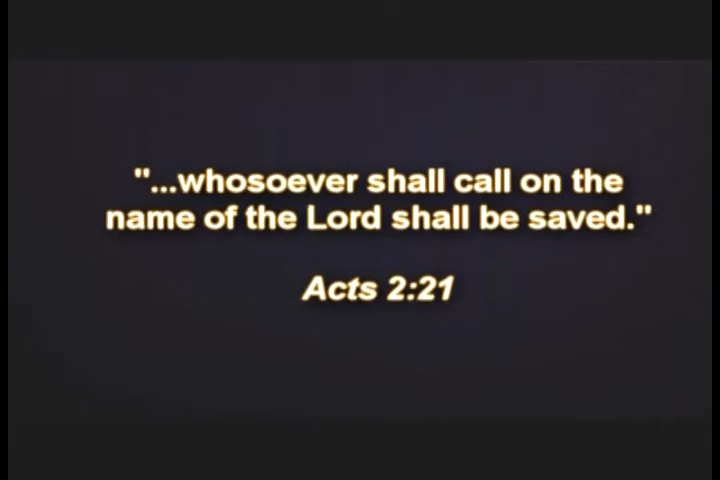 "...whosoever shall call on the
name of the Lord shall be saved."
Acts 2:21